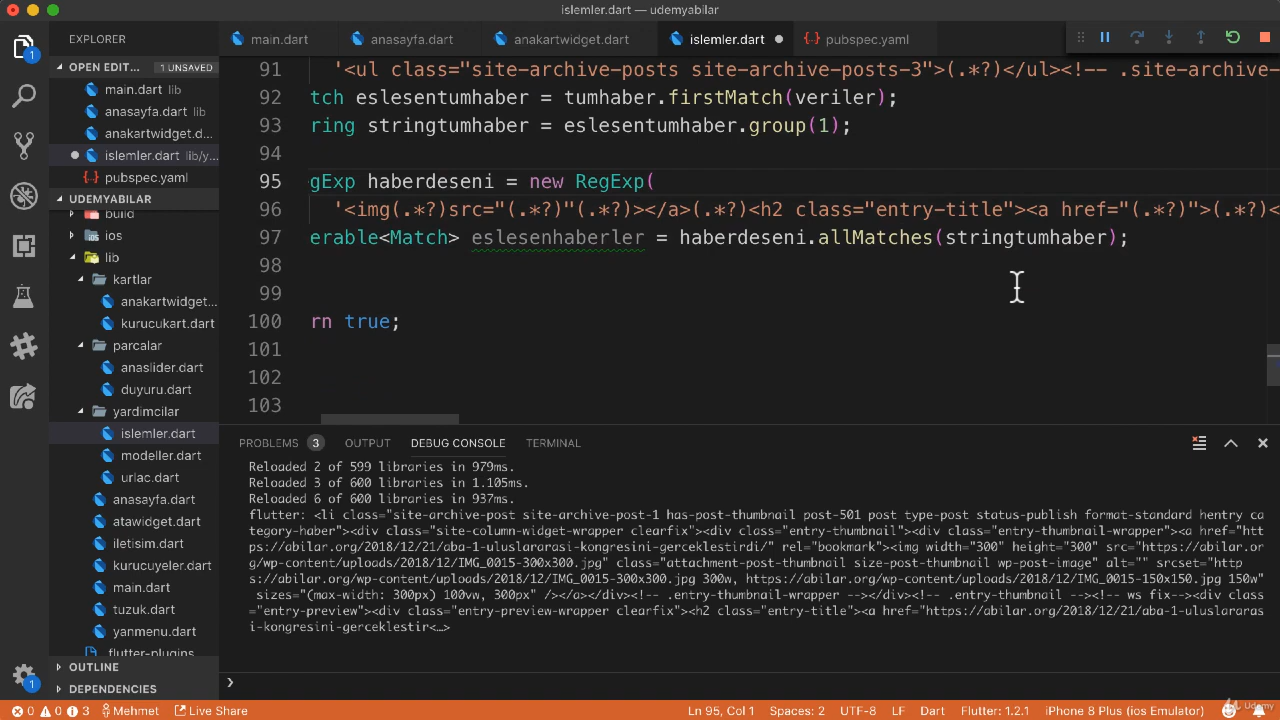 islemler.dart — udemyabilar
EXPLORER
main.dart
anasayfa.dart
anakartwidget.dart
islemler.dart
pubspec.yaml
OPEN EDIT... 1 UNSAVED
main.dart lib
anasayfa.dart lib
anakartwidget.d...
islemler.dart lib/y...
pubspec.yaml
UDEMYABILAR
build
ios
lib
kartlar
anakartwidget...
kurucukart.dart
parcalar
anaslider.dart
duyuru.dart
yardimcilar
islemler.dart
modeller.dart
urlac.dart
anasayfa.dart
atawidget.dart
iletisim.dart
kurucuyeler.dart
main.dart
tuzuk.dart
yanmenu.dart
.flutter-plugins
OUTLINE
DEPENDENCIES
91 '<ul class="site-archive-posts site-archive-posts-3">(.*?)</ul><!-- .site-archive-
92 tch eslesentumhaber = tumhaber.firstMatch(veriler);
93 ring stringtumhaber = eslesentumhaber.group(1);
94
95 gExp haberdeseni = new RegExp(
96 '<img(.*?)src="(.*?)"(.*?)></a>(.*?)<h2 class="entry-title"><a href="(.*?)">(.*?)<
97 erable<Match> eslesenhaberler = haberdeseni.allMatches(stringtumhaber);
98
99
100 rn true;
101
102
103
PROBLEMS 3 OUTPUT DEBUG CONSOLE TERMINAL
Reloaded 2 of 599 libraries in 979ms.
Reloaded 3 of 600 libraries in 1.105ms.
Reloaded 6 of 600 libraries in 937ms.
flutter: <li class="site-archive-post site-archive-post-1 has-post-thumbnail post-501 post type-post status-publish format-standard hentry ca
tegory-haber"><div class="site-column-widget-wrapper clearfix"><div class="entry-thumbnail"><div class="entry-thumbnail-wrapper"><a href="htt
ps://abilar.org/2018/12/21/aba-1-uluslararasi-kongresini-gerceklestirdi/" rel="bookmark"><img width="300" height="300" src="https://abilar.or
g/wp-content/uploads/2018/12/IMG_0015-300x300.jpg" class="attachment-post-thumbnail size-post-thumbnail wp-post-image" alt="" srcset="http
s://abilar.org/wp-content/uploads/2018/12/IMG_0015-300x300.jpg 300w, https://abilar.org/wp-content/uploads/2018/12/IMG_0015-150x150.jpg 150w"
sizes="(max-width: 300px) 100vw, 300px" /></a></div><!-- .entry-thumbnail-wrapper --></div><!-- .entry-thumbnail --><!-- ws fix--><div class
="entry-preview"><div class="entry-preview-wrapper clearfix"><h2 class="entry-title"><a href="https://abilar.org/2018/12/21/aba-1-uluslararas
i-kongresini-gerceklestir<…>
0 0 3 Mehmet Live Share Ln 95, Col 1 Spaces: 2 UTF-8 LF Dart Flutter: 1.2.1 iPhone 8 Plus (ios Emulator)
Udemy